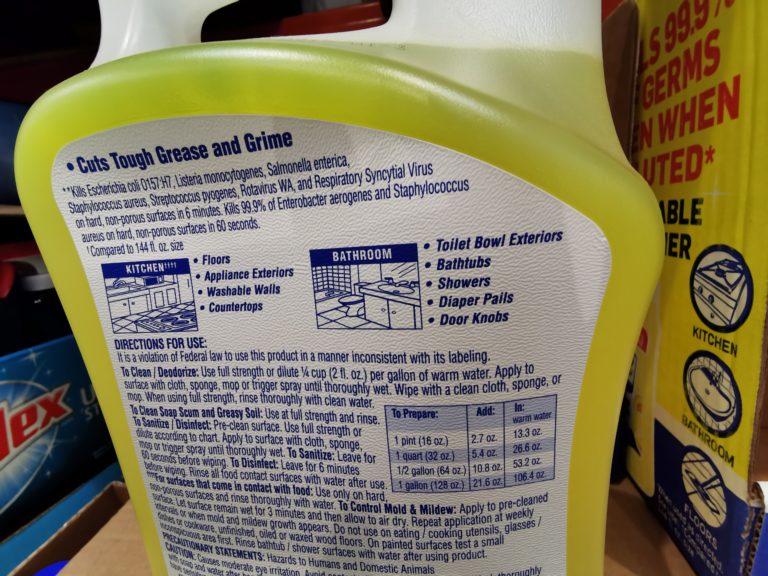 • Cuts Tough Grease and Grime
**Kills Escherichia coli O157:H7, Listeria monocytogenes, Salmonella enterica,
Staphylococcus aureus, Streptococcus pyogenes, Rotavirus WA, and Respiratory Syncytial Virus
on hard, non-porous surfaces in 6 minutes. Kills 99.9% of Enterobacter aerogenes and Staphylococcus
aureus on hard, non-porous surfaces in 60 seconds.
†Compared to 144 fl. oz. size
KITCHEN††††
• Floors
• Appliance Exteriors
• Washable Walls
• Countertops
BATHROOM
• Toilet Bowl Exteriors
• Bathtubs
• Showers
• Diaper Pails
• Door Knobs
DIRECTIONS FOR USE:
It is a violation of Federal law to use this product in a manner inconsistent with its labeling.
To Clean / Deodorize: Use full strength or dilute ¼ cup (2 fl. oz.) per gallon of warm water. Apply to
surface with cloth, sponge, mop or trigger spray until thoroughly wet. Wipe with a clean cloth, sponge, or
mop. When using full strength, rinse thoroughly with clean water.
To Clean Soap Scum and Greasy Soil: Use at full strength and rinse.
To Sanitize / Disinfect: Pre-clean surface. Use full strength or
dilute according to chart. Apply to surface with cloth, sponge,
mop or trigger spray until thoroughly wet. To Sanitize: Leave for
60 seconds before wiping. To Disinfect: Leave for 6 minutes
before wiping. Rinse all food contact surfaces with water after use.
To Prepare: Add: In: warm water
1 pint (16 oz.) 2.7 oz. 13.3 oz.
1 quart (32 oz.) 5.4 oz. 26.6 oz.
1/2 gallon (64 oz.) 10.8 oz. 53.2 oz.
1 gallon (128 oz.) 21.6 oz. 106.4 oz.
††††For surfaces that come in contact with food: Use only on hard,
non-porous surfaces and rinse thoroughly with water. To Control Mold & Mildew: Apply to pre-cleaned
surface. Let surface remain wet for 3 minutes and then allow to air dry. Repeat application at weekly
intervals or when mold and mildew growth appears. Do not use on eating / cooking utensils, glasses /
dishes or cookware, unfinished, oiled or waxed wood floors. On painted surfaces test a small
inconspicuous area first. Rinse bathtub / shower surfaces with water after using product.
PRECAUTIONARY STATEMENTS: Hazards to Humans and Domestic Animals
CAUTION: Causes moderate eye irritation. Avoid
thoroughly
with soap and water
LS 99.9%
GERMS
N WHEN
UTED*
ABLE
ER
KITCHEN
BATHROOM
FLOORS
lex